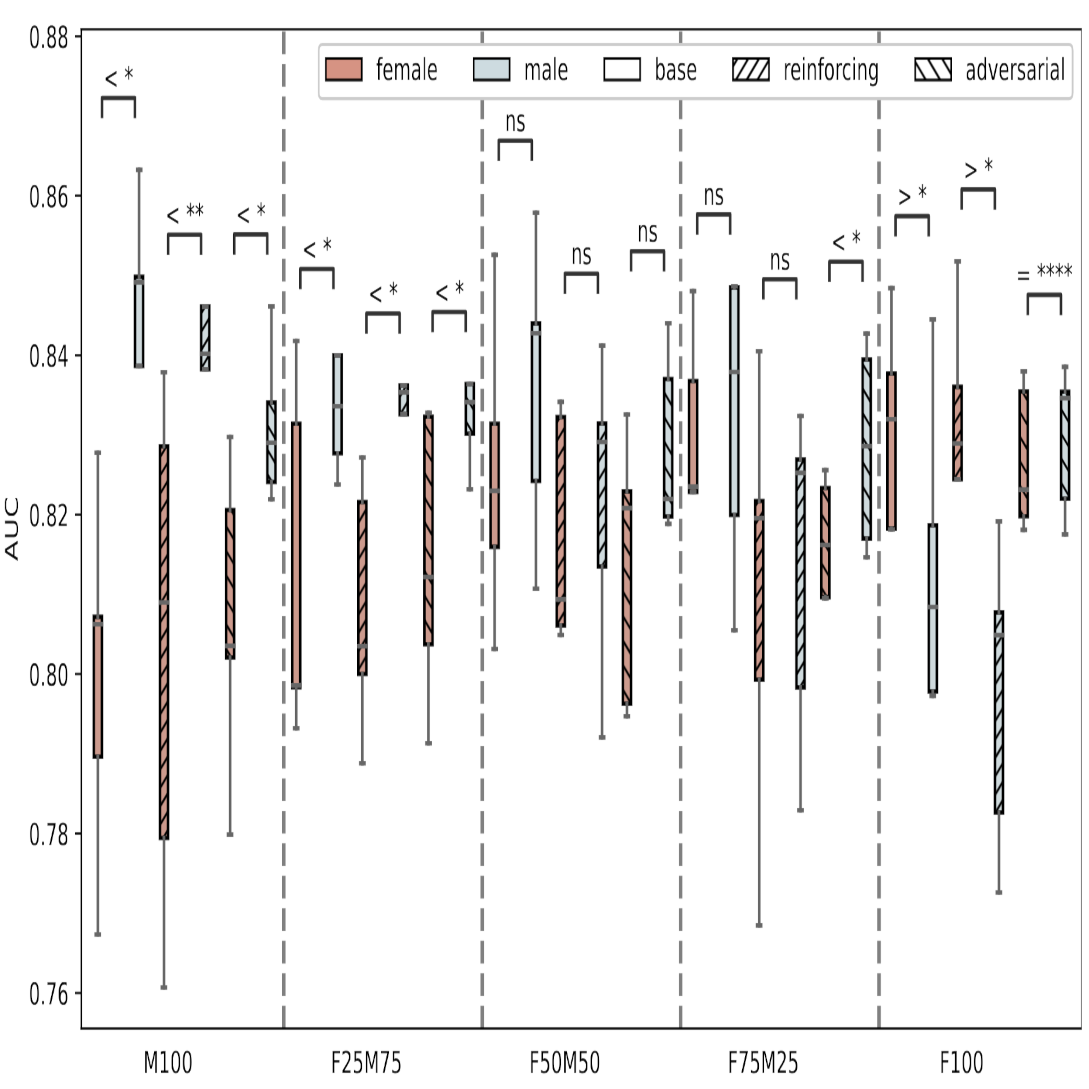 0.88
female male base reinforcing adversarial
< *
ns
0.86
> *
> *
< **
< *
ns
ns
< *
< *
ns
ns
= ****
< *
< *
0.84
0.82
AUC
0.80
0.78
0.76
M100 F25M75 F50M50 F75M25 F100